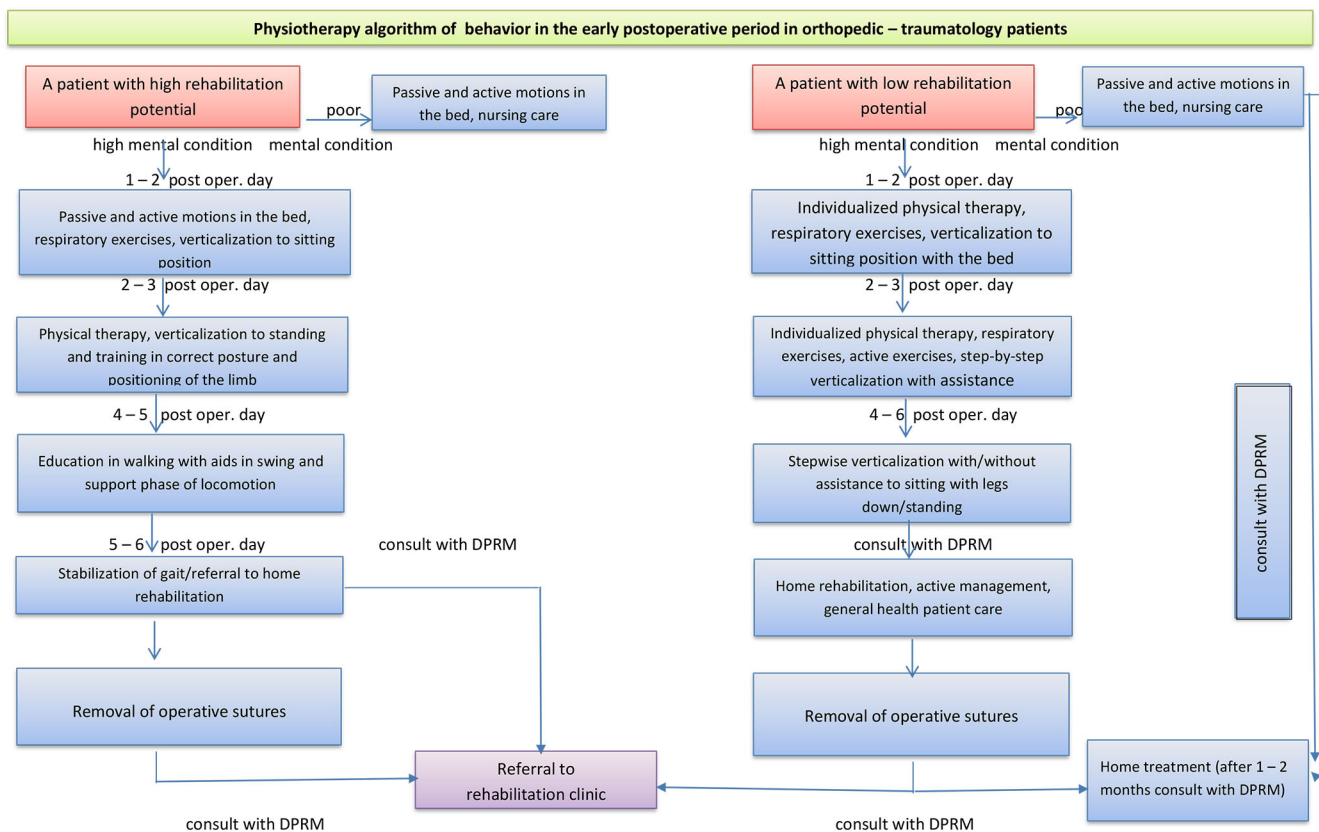 Physiotherapy algorithm of behavior in the early postoperative period in orpthopedic – traumatology patients
A patient with high rehabilitation
potential
poor
Passive and active motions in
the bed, nursing care
high mental condition
mental condition
1 – 2 post oper. day
Passive and active motions in the bed,
respiratory exercises, verticalization to sitting
position
2 – 3 post oper. day
Physical therapy, verticalization to standing
and training in correct posture and
positioning of the limb
4 – 5 post oper. day
Education in walking with aids in swing and
support phase of locomotion
5 – 6 post oper. day
consult with DPRM
Stabilization of gait/referral to home
rehabilitation
Removal of operative sutures
Referral to
rehabilitation clinic
consult with DPRM
A patient with low rehabilitation
potential
poo
Passive and active motions in
the bed, nursing care
high mental condition
mental condition
1 – 2 post oper. day
Individualized physical therapy,
respiratory exercises, verticalization to
sitting position with the bed
2 – 3 post oper. day
Individualized physical therapy, respiratory
exercises, active exercises, step-by-step
verticalization with assistance
4 – 6 post oper. day
Stepwise verticalization with/without
assistance to sitting with legs
down/standing
consult with DPRM
Home rehabilitation, active management,
general health patient care
Removal of operative sutures
consult with DPRM
consult with DPRM
Home treatment (after 1 – 2
months consult with DPRM)